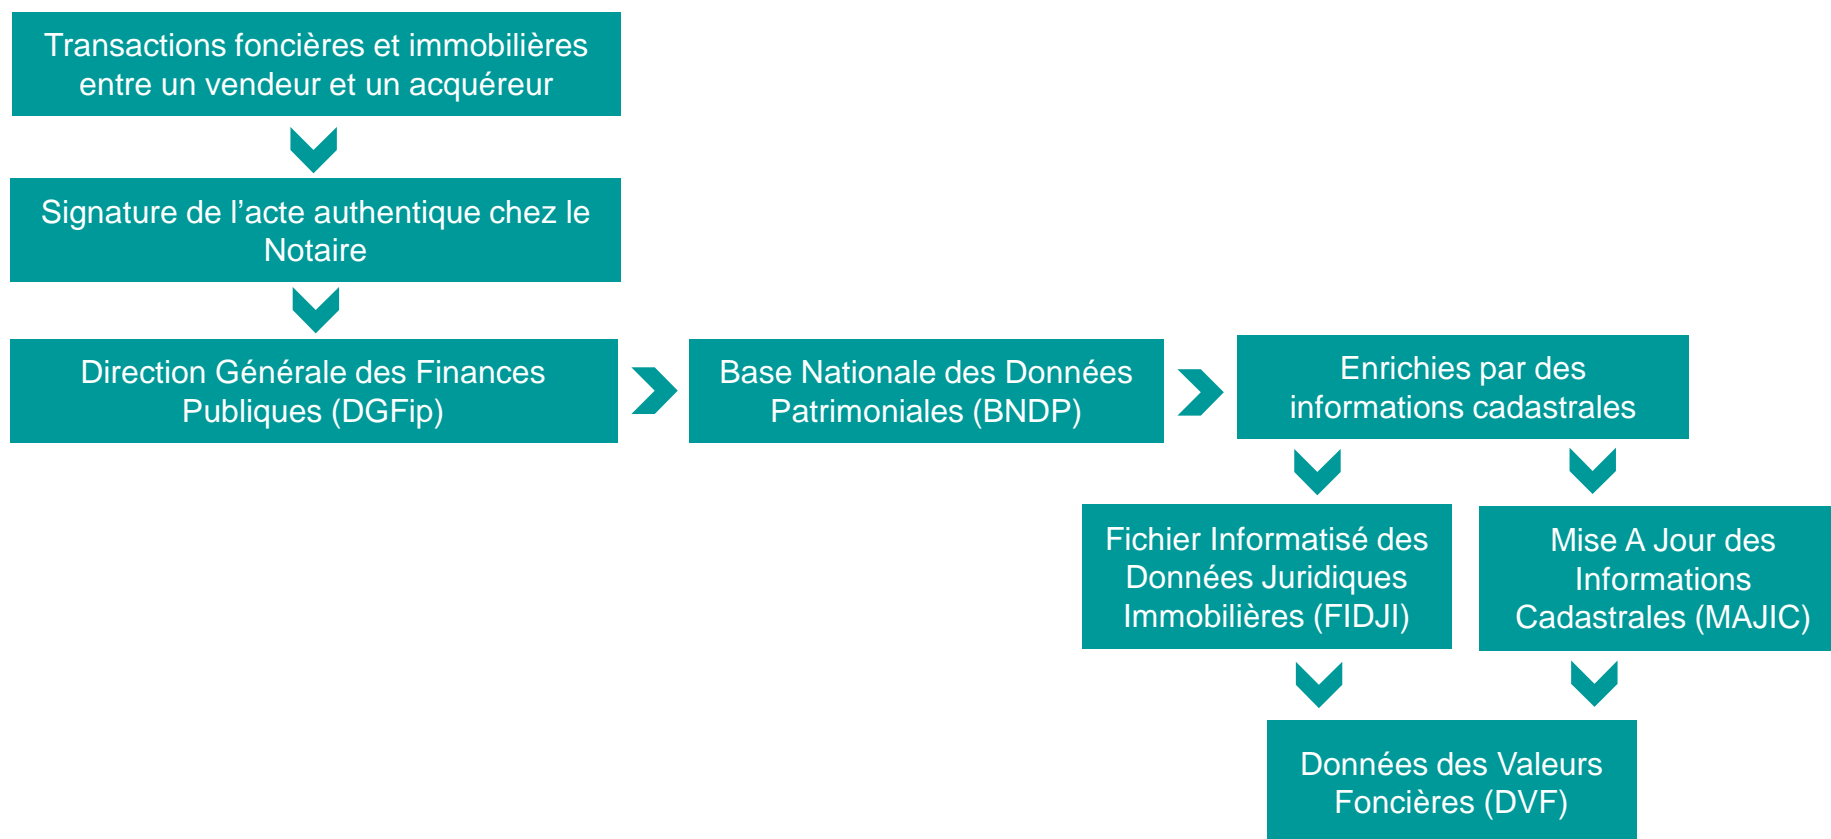 Transactions foncières et immobilières
entre un vendeur et un acquéreur
Signature de l’acte authentique chez le
Notaire
Direction Générale des Finances
Publiques (DGFip)
Base Nationale des Données
Patrimoniales (BNDP)
Enrichies par des
informations cadastrales
Fichier Informatisé des
Données Juridiques
Immobilières (FIDJI)
Mise A Jour des
Informations
Cadastrales (MAJIC)
Données des Valeurs
Foncières (DVF)